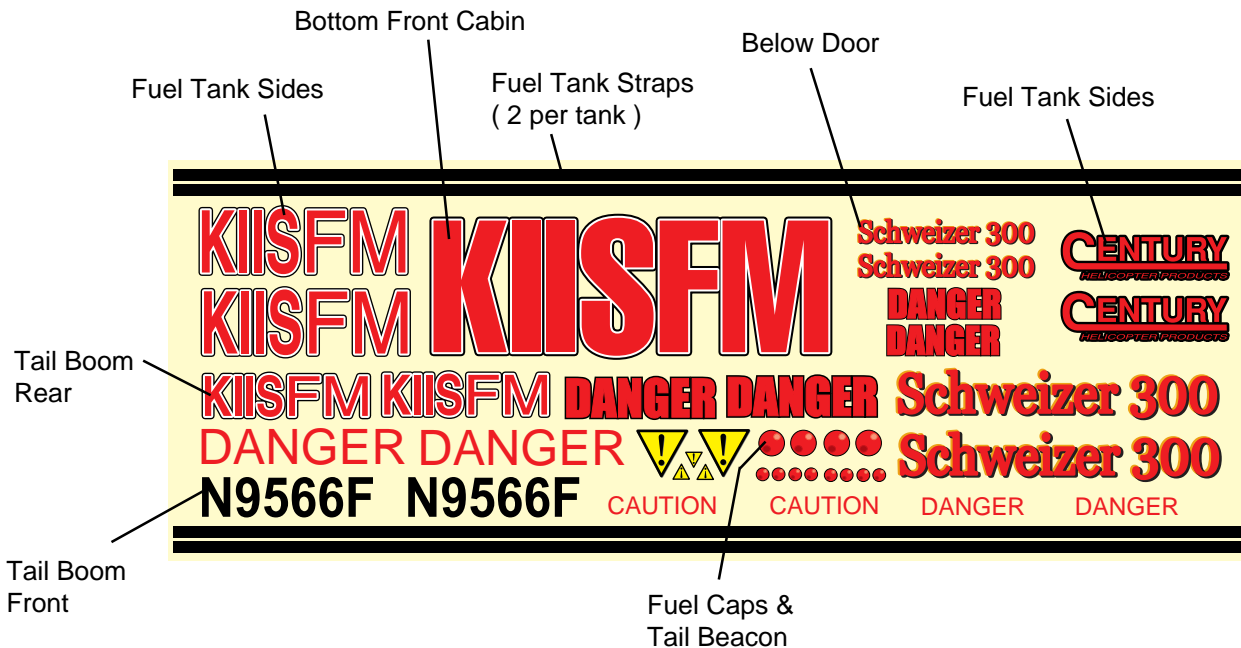 Bottom Front Cabin
Below Door
Fuel Tank Sides
Fuel Tank Straps
( 2 per tank )
Fuel Tank Sides
KIISFM
KIISFM
Schweizer 300
Schweizer 300
CENTURY
HELICOPTER PRODUCTS
KIISFM
DANGER
DANGER
CENTURY
HELICOPTER PRODUCTS
Tail Boom
Rear
KIISFM KIISFM DANGER DANGER Schweizer 300
DANGER DANGER ! ! ! ! ! Schweizer 300
N9566F N9566F CAUTION CAUTION DANGER DANGER
Tail Boom
Front
Fuel Caps &
Tail Beacon